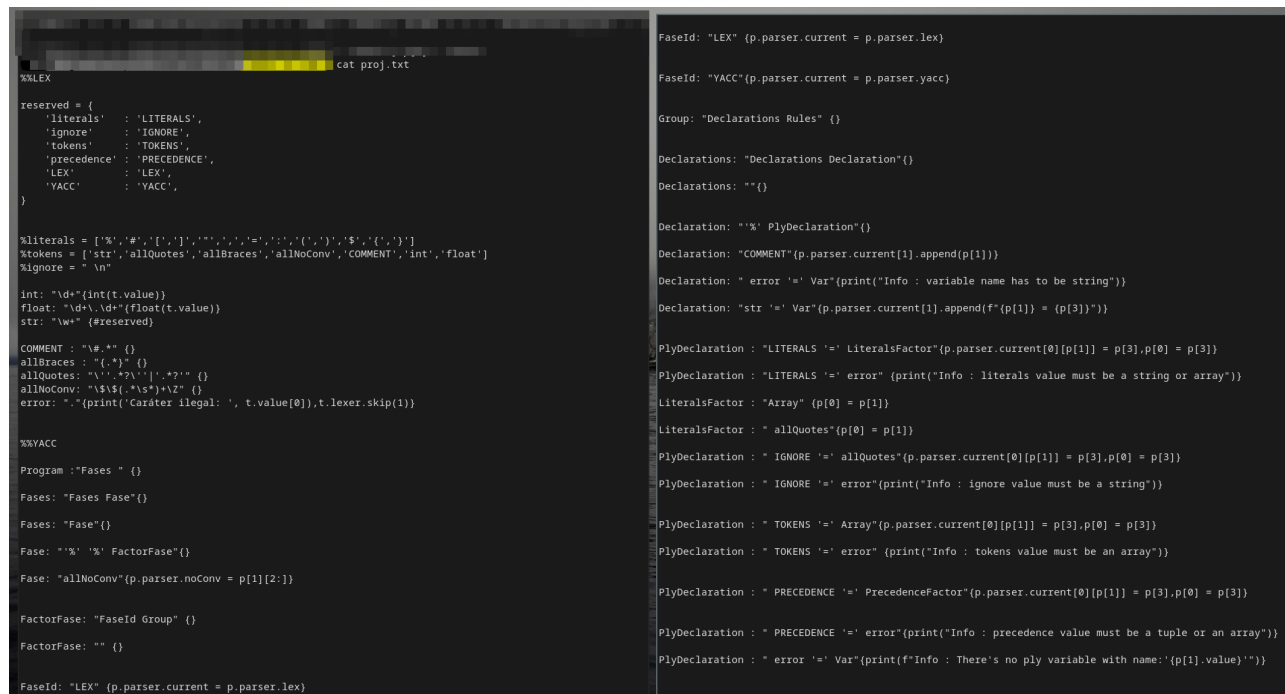 cat proj.txt
%%LEX
reserved = {
'literals' : 'LITERALS',
'ignore' : 'IGNORE',
'tokens' : 'TOKENS',
'precedence' : 'PRECEDENCE',
'LEX' : 'LEX',
'YACC' : 'YACC',
}
%literals = ['%','#','[',']','"',',','=',':','(',')','$','{','}']
%tokens = ['str','allQuotes','allBraces','allNoConv','COMMENT','int','float']
%ignore = " \n"
int: "\d+"{int(t.value)}
float: "\d+\.\d+"{float(t.value)}
str: "\w+" {#reserved}
COMMENT : "\#.*" {}
allBraces : "{.*}" {}
allQuotes: "\''.*?\''|'.*?'" {}
allNoConv: "\$\$(.*\s*)+\Z" {}
error: "."{print('Caráter ilegal: ', t.value[0]),t.lexer.skip(1)}
%%YACC
Program :"Fases " {}
Fases: "Fases Fase"{}
Fases: "Fase"{}
Fase: "'%' '%' FactorFase"{}
Fase: "allNoConv"{p.parser.noConv = p[1][2:]}
FactorFase: "FaseId Group" {}
FactorFase: "" {}
FaseId: "LEX" {p.parser.current = p.parser.lex}
FaseId: "LEX" {p.parser.current = p.parser.lex}
FaseId: "YACC"{p.parser.current = p.parser.yacc}
Group: "Declarations Rules" {}
Declarations: "Declarations Declaration"{}
Declarations: ""{}
Declaration: "'%' PlyDeclaration"{}
Declaration: "COMMENT"{p.parser.current[1].append(p[1])}
Declaration: " error '=' Var"{print("Info : variable name has to be string")}
Declaration: "str '=' Var"{p.parser.current[1].append(f"{p[1]} = {p[3]}")}
PlyDeclaration : "LITERALS '=' LiteralsFactor"{p.parser.current[0][p[1]] = p[3],p[0] = p[3]}
PlyDeclaration : "LITERALS '=' error" {print("Info : literals value must be a string or array")}
LiteralsFactor : "Array" {p[0] = p[1]}
LiteralsFactor : " allQuotes"{p[0] = p[1]}
PlyDeclaration : " IGNORE '=' allQuotes"{p.parser.current[0][p[1]] = p[3],p[0] = p[3]}
PlyDeclaration : " IGNORE '=' error"{print("Info : ignore value must be a string")}
PlyDeclaration : " TOKENS '=' Array"{p.parser.current[0][p[1]] = p[3],p[0] = p[3]}
PlyDeclaration : " TOKENS '=' error" {print("Info : tokens value must be an array")}
PlyDeclaration : " PRECEDENCE '=' PrecedenceFactor"{p.parser.current[0][p[1]] = p[3],p[0] = p[3]}
PlyDeclaration : " PRECEDENCE '=' error"{print("Info : precedence value must be a tuple or an array")}
PlyDeclaration : " error '=' Var"{print(f"Info : There's no ply variable with name:'{p[1].value}'")}